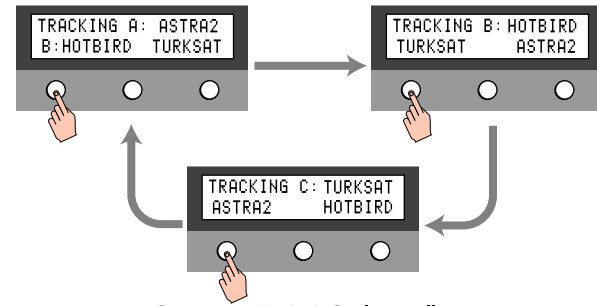 TRACKING A: ASTRA2
B:HOTBIRD TURKSAT
TRACKING B:HOTBIRD
TURKSAT ASTRA2
TRACKING C:TURKSAT
ASTRA2 HOTBIRD